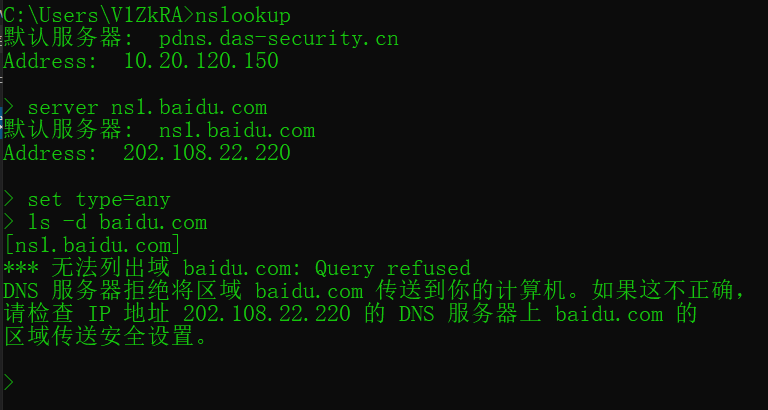 C:\Users\V1ZkRA>nslookup
默认服务器:  pdns.das-security.cn
Address:  10.20.120.150
> server ns1.baidu.com
默认服务器:  ns1.baidu.com
Address:  202.108.22.220
> set type=any
> ls -d baidu.com
[ns1.baidu.com]
*** 无法列出域 baidu.com: Query refused
DNS 服务器拒绝将区域 baidu.com 传送到你的计算机。如果这不正确，
请检查 IP 地址 202.108.22.220 的 DNS 服务器上 baidu.com 的
区域传送安全设置。
>